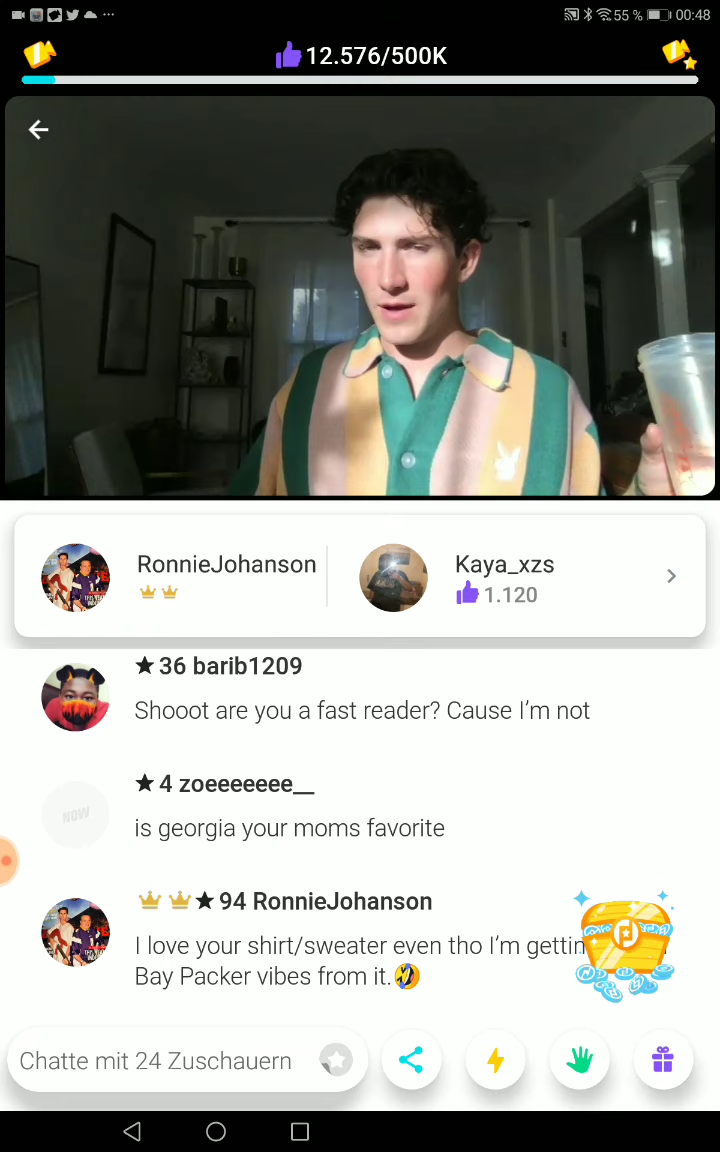 55 % 00:48
12.576/500K
RonnieJohanson
Kaya_xzs
1.120
36 barib1209
Shooot are you a fast reader? Cause I’m not
NOW
4 zoeeeeeee__
is georgia your moms favorite
94 RonnieJohanson
I love your shirt/sweater even tho I’m gettin
Bay Packer vibes from it.🤣
Chatte mit 24 Zuschauern